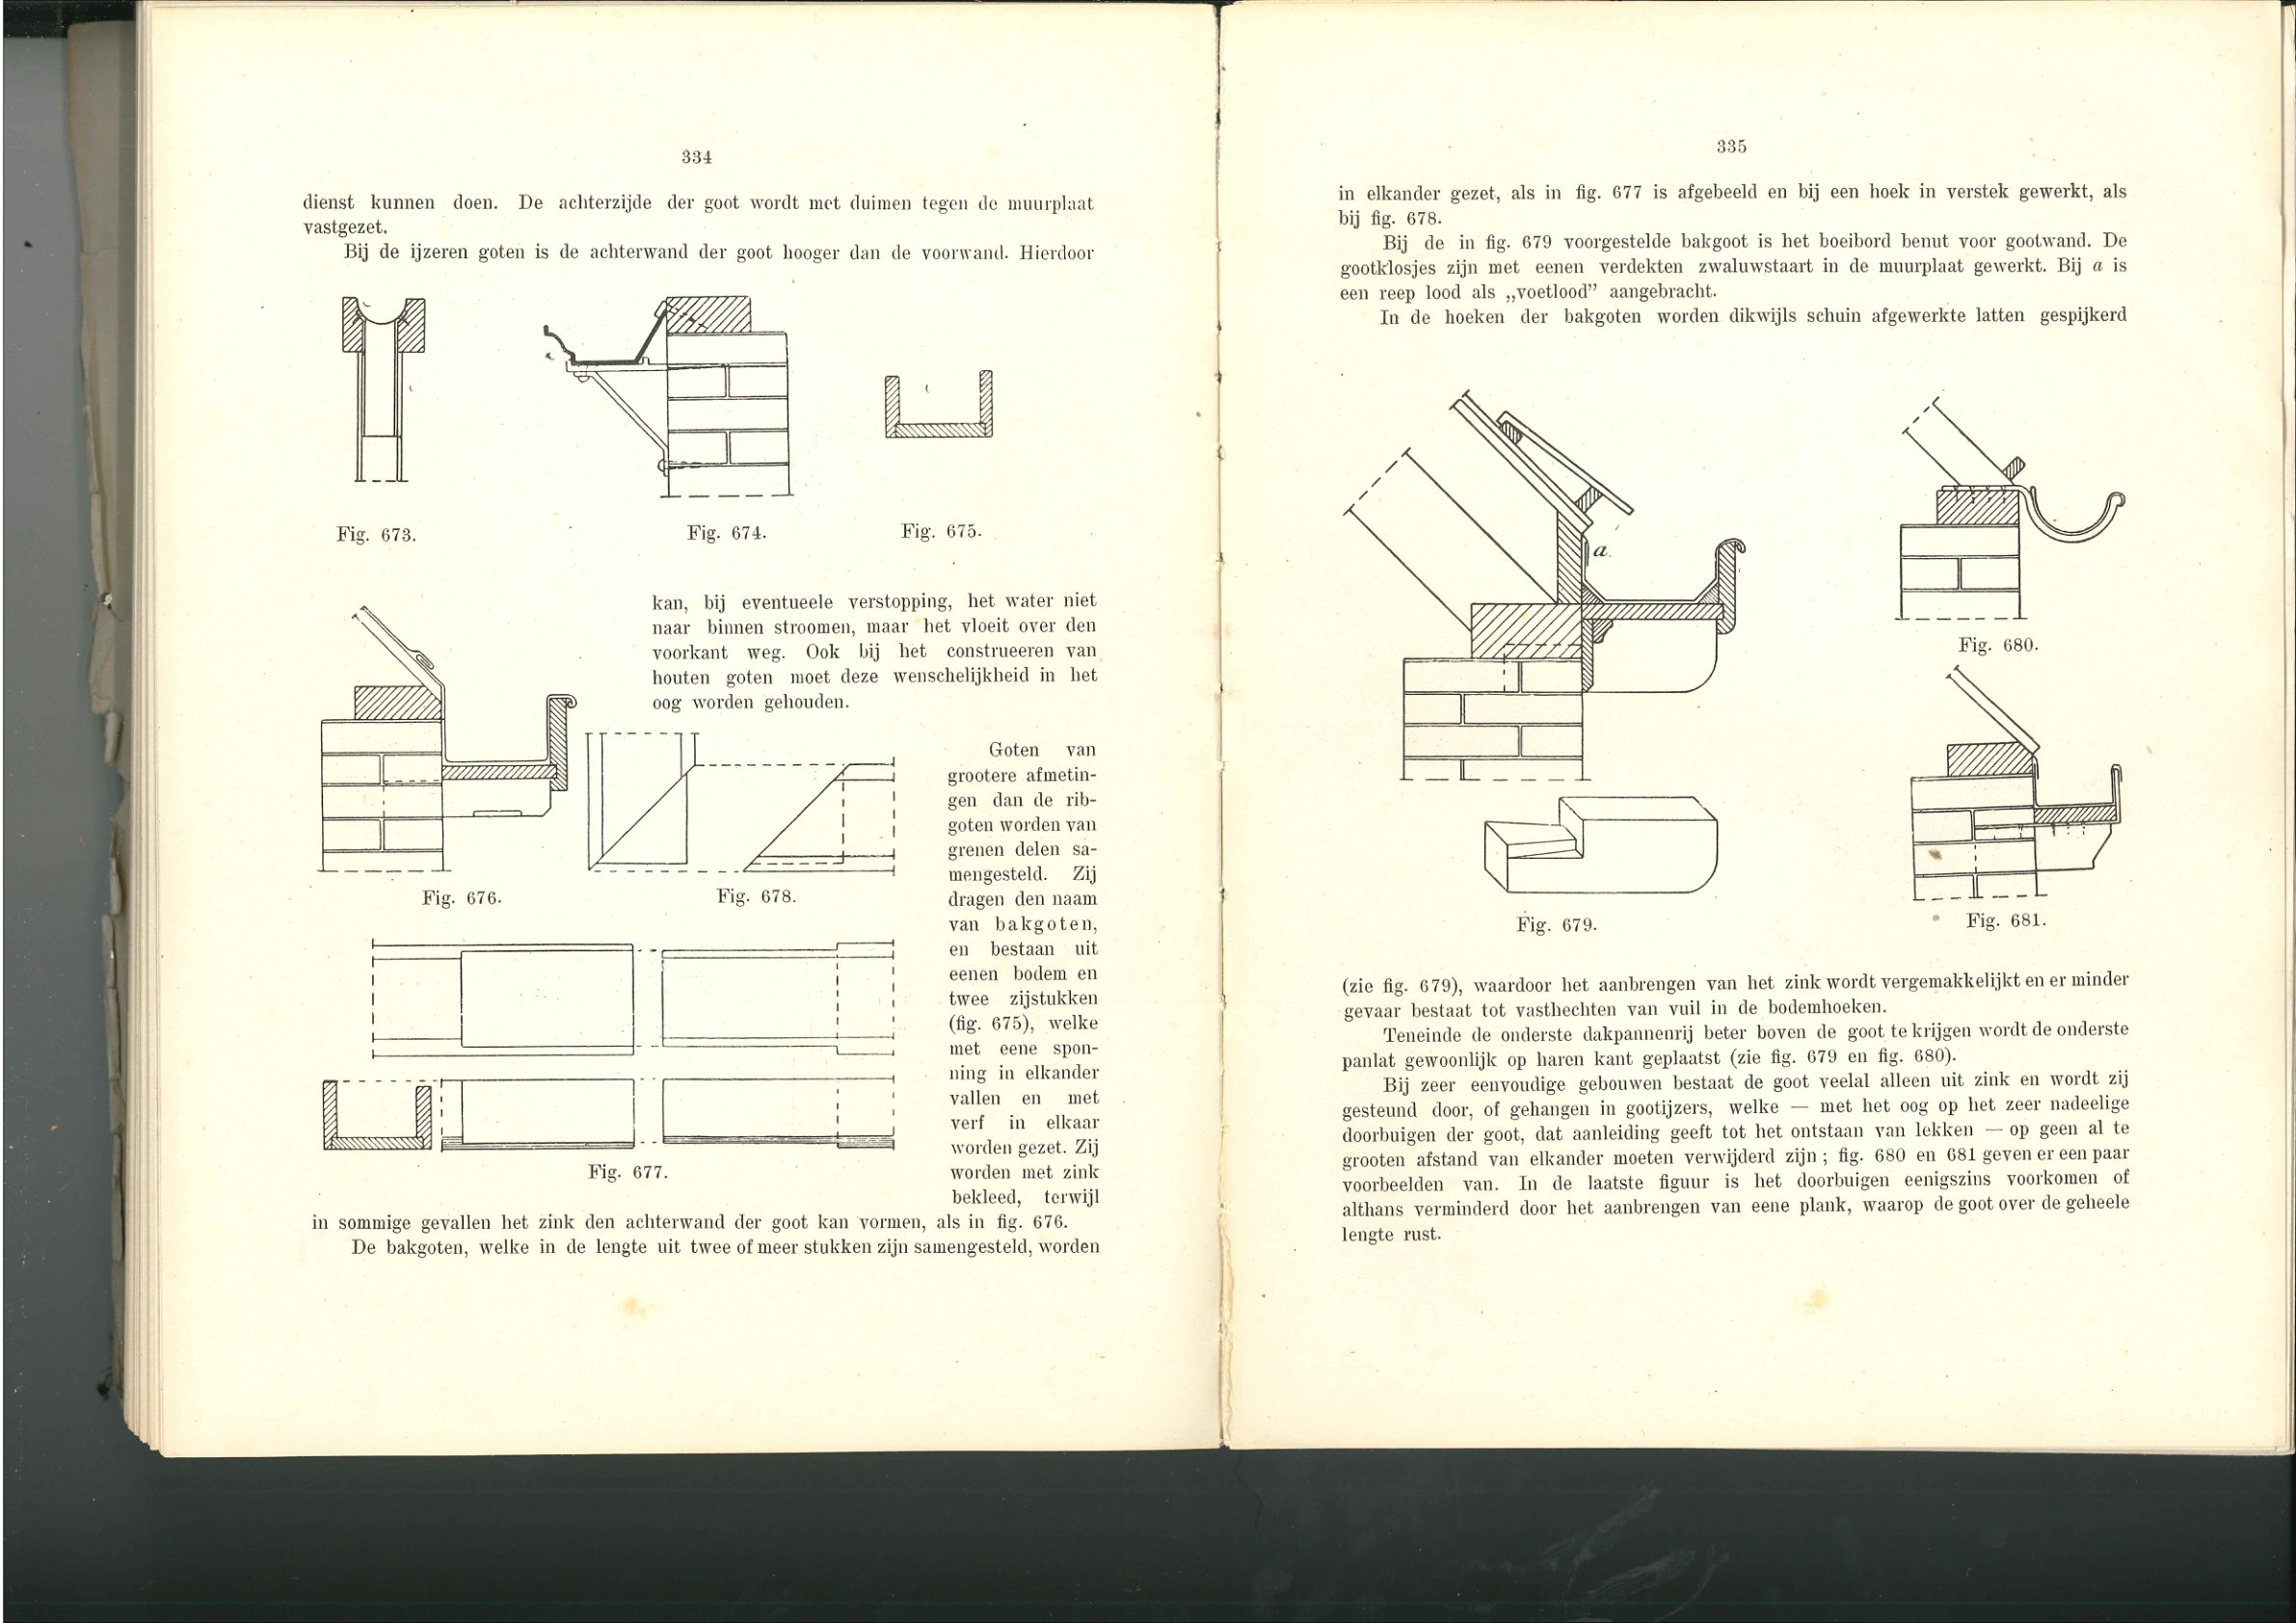 334
dienst kunnen doen. De achterzijde der goot wordt met duimen tegen de muurplaat
vastgezet.
Bij de ijzeren goten is de achterwand der goot hooger dan de voorwand. Hierdoor
Fig. 673.
Fig. 674.
Fig. 675.
kan, bij eventueele verstopping, het water niet
naar binnen stroomen, maar het vloeit over den
voorkant weg. Ook bij het construeeren van
houten goten moet deze wenschelijkheid in het
oog worden gehouden.
Goten van
grootere afmetin-
gen dan de rib-
goten worden van
grenen delen sa-
mengesteld. Zij
dragen den naam
van bakgoten,
en bestaan uit
eenen bodem en
twee zijstukken
(fig. 675), welke
met eene spon-
ning in elkander
vallen en met
verf in elkaar
worden gezet. Zij
worden met zink
bekleed, terwijl
Fig. 676.
Fig. 678.
Fig. 677.
in sommige gevallen het zink den achterwand der goot kan vormen, als in fig. 676.
De bakgoten, welke in de lengte uit twee of meer stukken zijn samengesteld, worden
335
in elkander gezet, als in fig. 677 is afgebeeld en bij een hoek in verstek gewerkt, als
bij fig. 678.
Bij de in fig. 679 voorgestelde bakgoot is het boeibord benut voor gootwand. De
gootklosjes zijn met eenen verdekten zwaluwstaart in de muurplaat gewerkt. Bij a is
een reep lood als „voetlood” aangebracht.
In de hoeken der bakgoten worden dikwijls schuin afgewerkte latten gespijkerd
a.
Fig. 680.
Fig. 679.
Fig. 681.
(zie fig. 679), waardoor het aanbrengen van het zink wordt vergemakkelijkt en er minder
gevaar bestaat tot vasthechten van vuil in de bodemhoeken.
Teneinde de onderste dakpannenrij beter boven de goot te krijgen wordt de onderste
panlat gewoonlijk op haren kant geplaatst (zie fig. 679 en fig. 680).
Bij zeer eenvoudige gebouwen bestaat de goot veelal alleen uit zink en wordt zij
gesteund door, of gehangen in gootijzers, welke — met het oog op het zeer nadeelige
doorbuigen der goot, dat aanleiding geeft tot het ontstaan van lekken — op geen al te
grooten afstand van elkander moeten verwijderd zijn; fig. 680 en 681 geven er een paar
voorbeelden van. In de laatste figuur is het doorbuigen eenigszins voorkomen of
althans verminderd door het aanbrengen van eene plank, waarop de goot over de geheele
lengte rust.